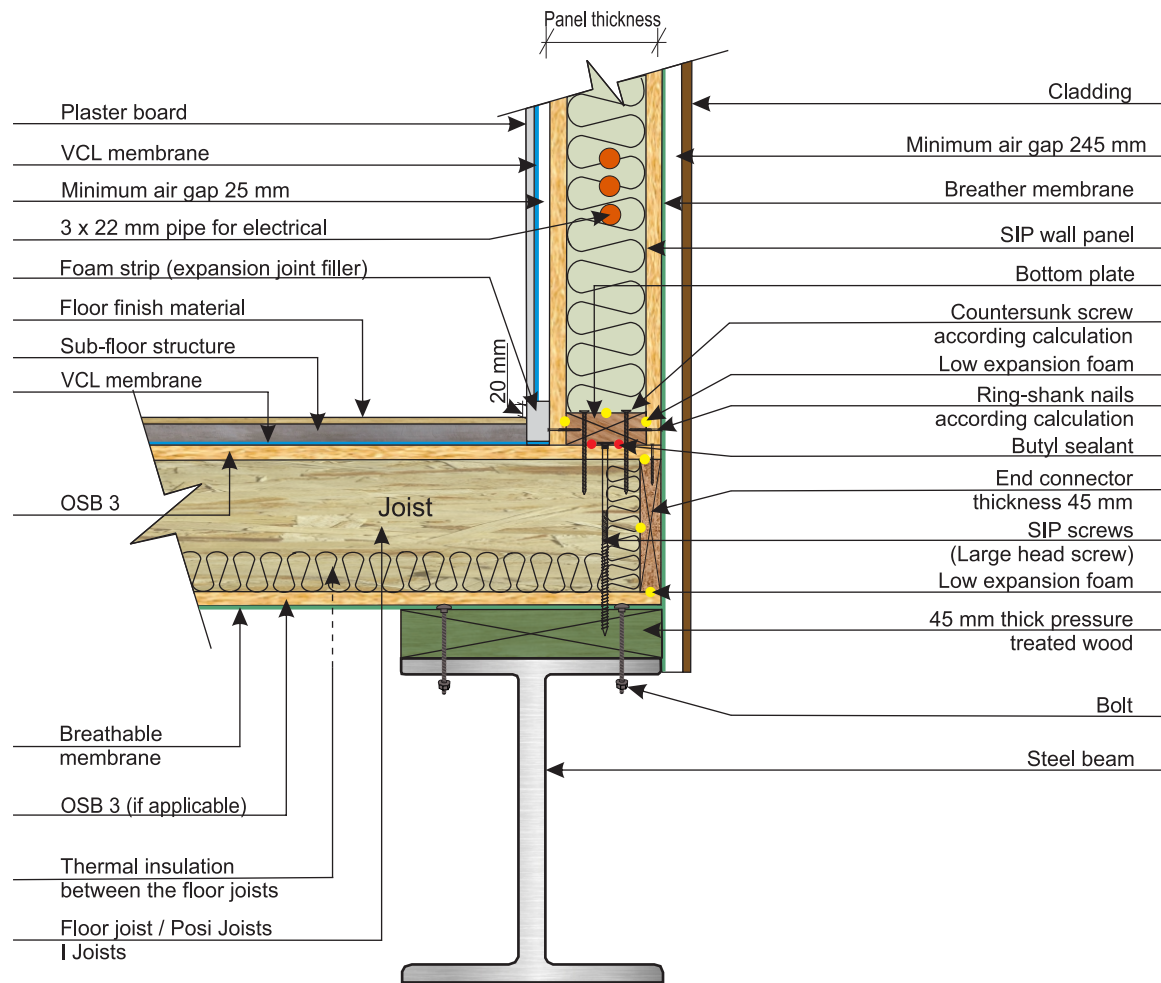 Panel thickness
Plaster board
VCL membrane
Minimum air gap 25 mm
3 x 22 mm pipe for electrical
Foam strip (expansion joint filler)
Floor finish material
Sub-floor structure
VCL membrane
20 mm
OSB 3
Joist
Breathable
membrane
OSB 3 (if applicable)
Thermal insulation
between the floor joists
Floor joist / Posi Joists
I Joists
Cladding
Minimum air gap 245 mm
Breather membrane
SIP wall panel
Bottom plate
Countersunk screw
according calculation
Low expansion foam
Ring-shank nails
according calculation
Butyl sealant
End connector
thickness 45 mm
SIP screws
(Large head screw)
Low expansion foam
45 mm thick pressure
treated wood
Bolt
Steel beam